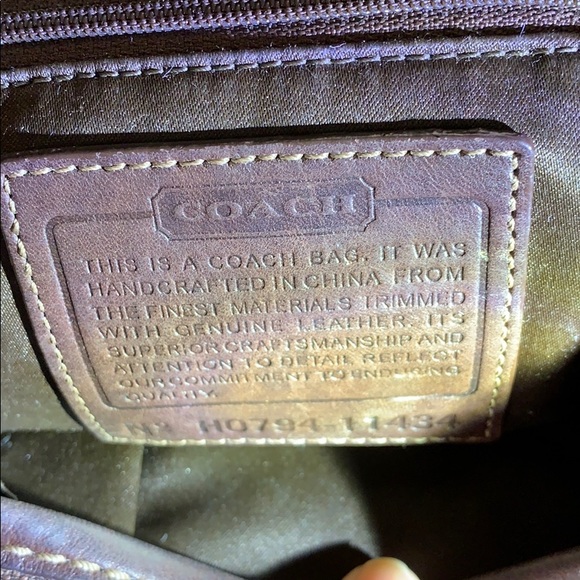 COACH
THIS IS A COACH BAG. IT WAS
HANDCRAFTED IN CHINA FROM
THE FINEST MATERIALS TRIMMED
WITH GENUINE LEATHER. ITS
SUPERIOR CRAFTSMANSHIP AND
ATTENTION TO DETAIL REFLECT
OUR COMMITMENT TO ENDURING
QUALITY.
Nº H0794-11434